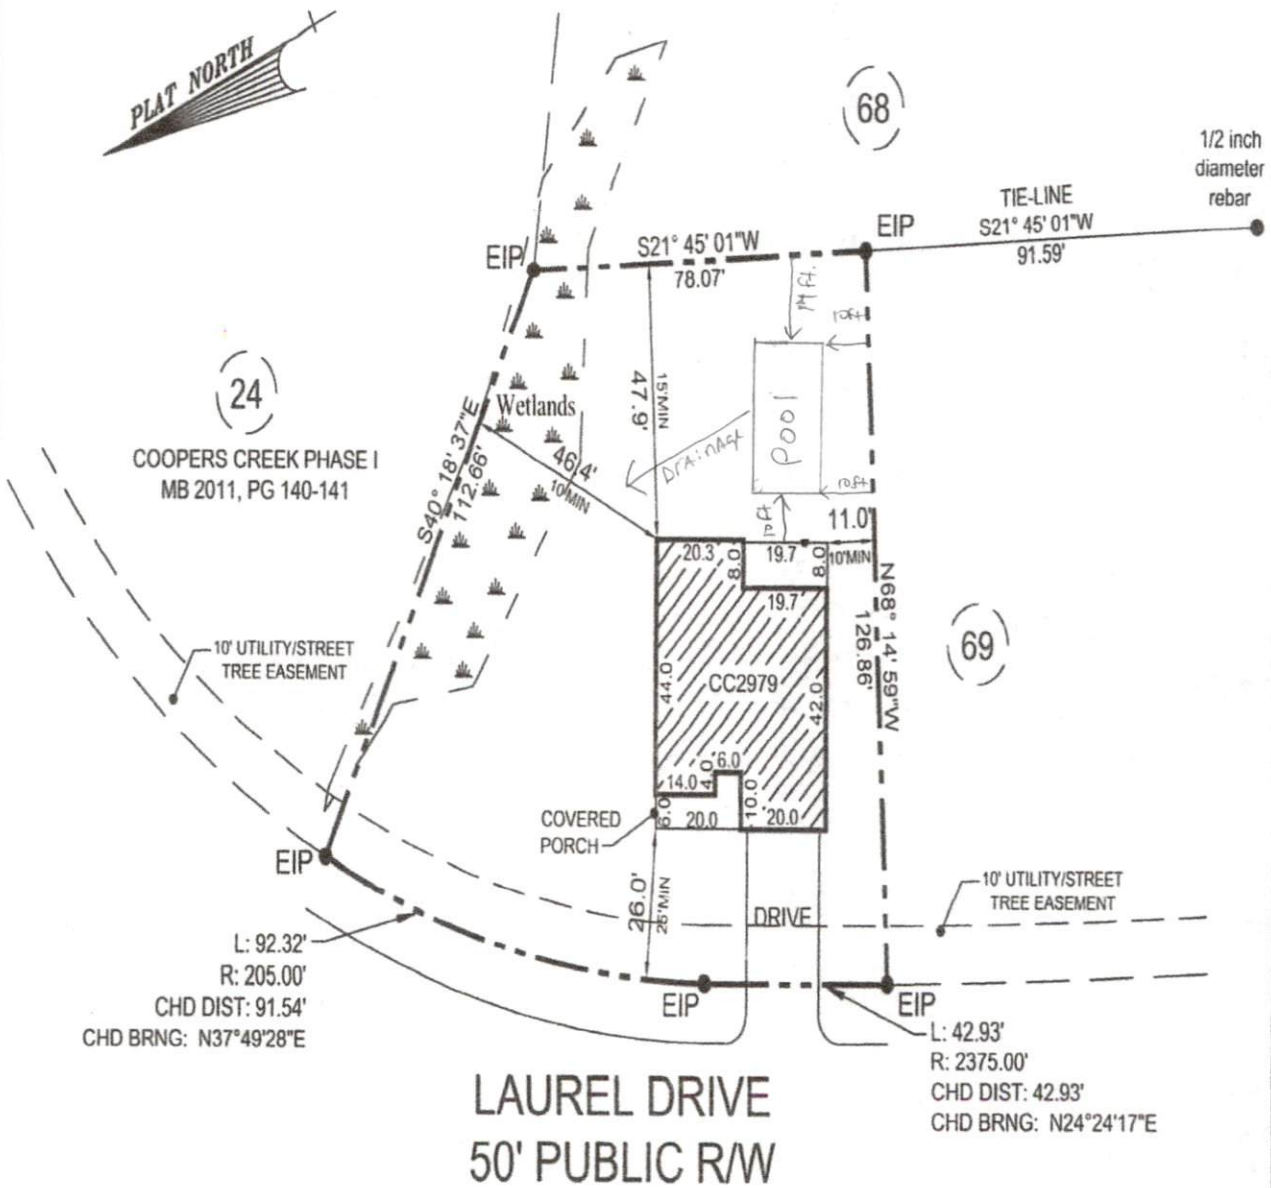 PLAT NORTH
68
1/2 inch
diameter
rebar
TIE-LINE
S21° 45' 01"W
91.59'
EIP
S21° 45' 01"W
78.07'
EIP
14 ft.
10ft
24
COOPERS CREEK PHASE I
MB 2011, PG 140-141
Wetlands
S40° 18' 37"E
112.66'
46.4'
10'MIN
47.9'
15'MIN
Pool
DrAinAge
10ft
11.0'
10'MIN
20.3
8.0
19.7
8.0
19.7
N68° 14' 59"W
126.86'
69
10' UTILITY/STREET
TREE EASEMENT
CC2979
44.0
42.0
14.0
4.0
6.0
10.0
6.0
20.0
20.0
COVERED
PORCH
EIP
26.0'
25'MIN
DRIVE
10' UTILITY/STREET
TREE EASEMENT
L: 92.32'
R: 205.00'
CHD DIST: 91.54'
CHD BRNG: N37°49'28"E
EIP
EIP
L: 42.93'
R: 2375.00'
CHD DIST: 42.93'
CHD BRNG: N24°24'17"E
LAUREL DRIVE
50' PUBLIC R/W